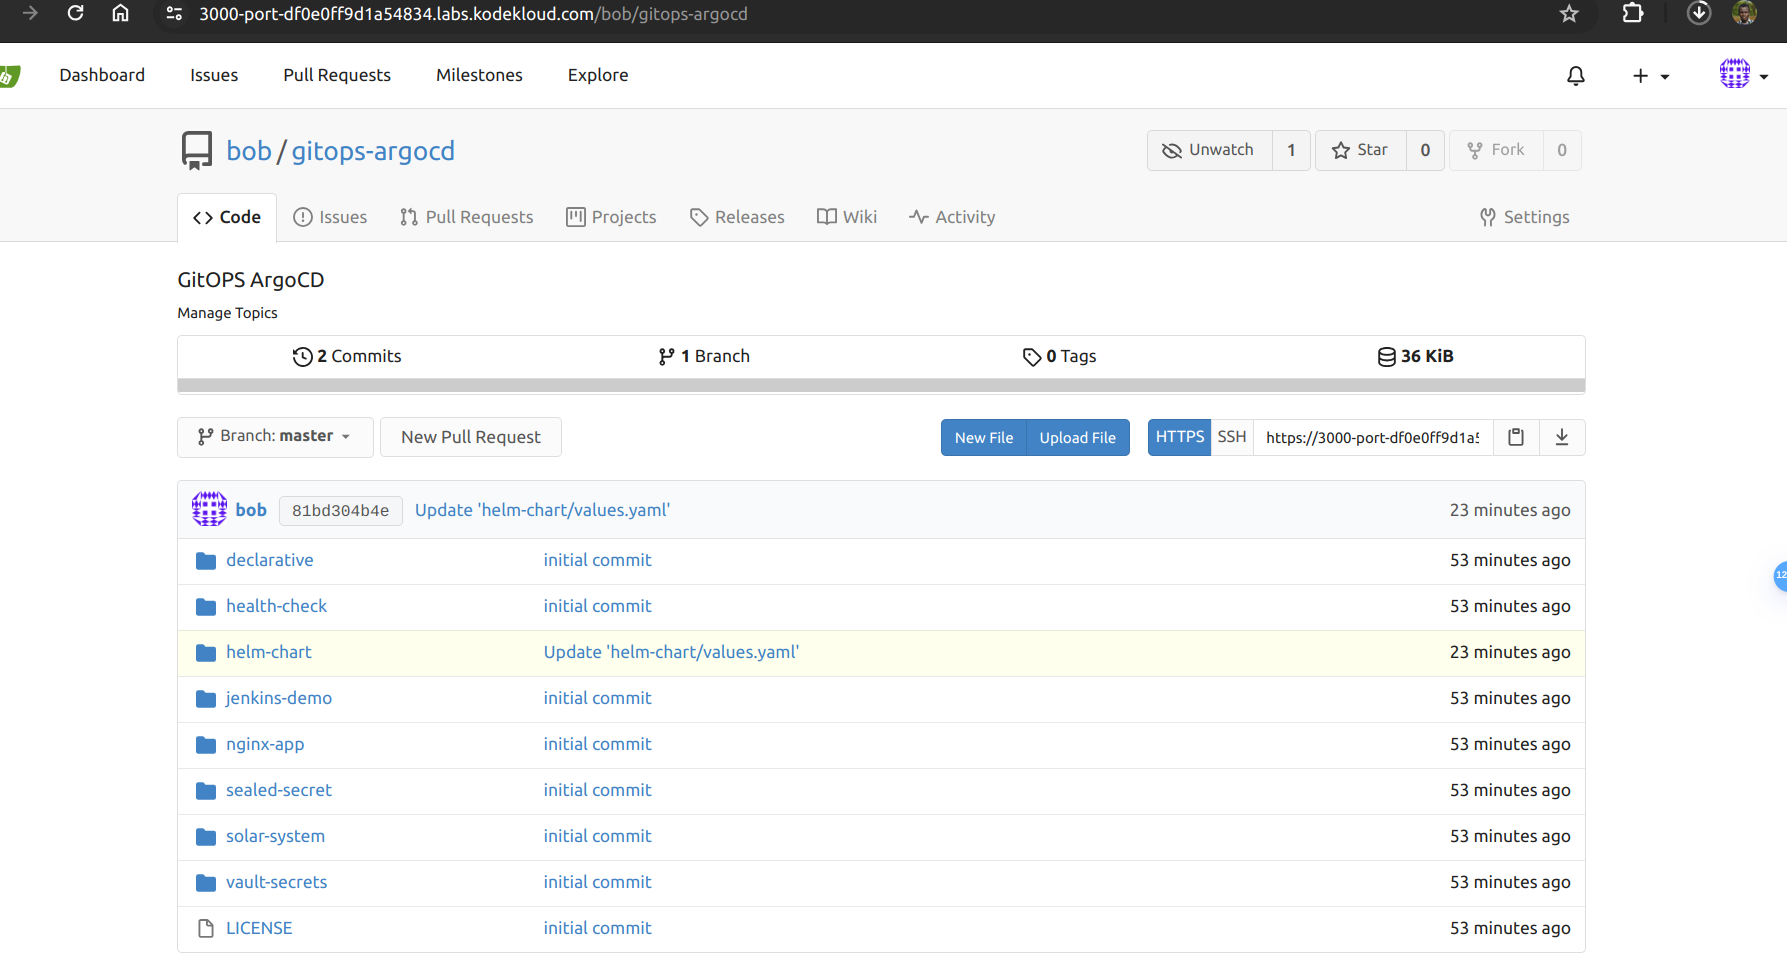 3000-port-df0e0ff9d1a54834.labs.kodekloud.com/bob/gitops-argocd
Dashboard Issues Pull Requests Milestones Explore
bob / gitops-argocd Unwatch 1 Star 0 Fork 0
Code Issues Pull Requests Projects Releases Wiki Activity Settings
GitOPS ArgoCD
Manage Topics
2 Commits 1 Branch 0 Tags 36 KiB
Branch: master New Pull Request New File Upload File HTTPS SSH https://3000-port-df0e0ff9d1a5
bob 81bd304b4e Update 'helm-chart/values.yaml' 23 minutes ago
declarative initial commit 53 minutes ago
health-check initial commit 53 minutes ago
12
helm-chart Update 'helm-chart/values.yaml' 23 minutes ago
jenkins-demo initial commit 53 minutes ago
nginx-app initial commit 53 minutes ago
sealed-secret initial commit 53 minutes ago
solar-system initial commit 53 minutes ago
vault-secrets initial commit 53 minutes ago
LICENSE initial commit 53 minutes ago